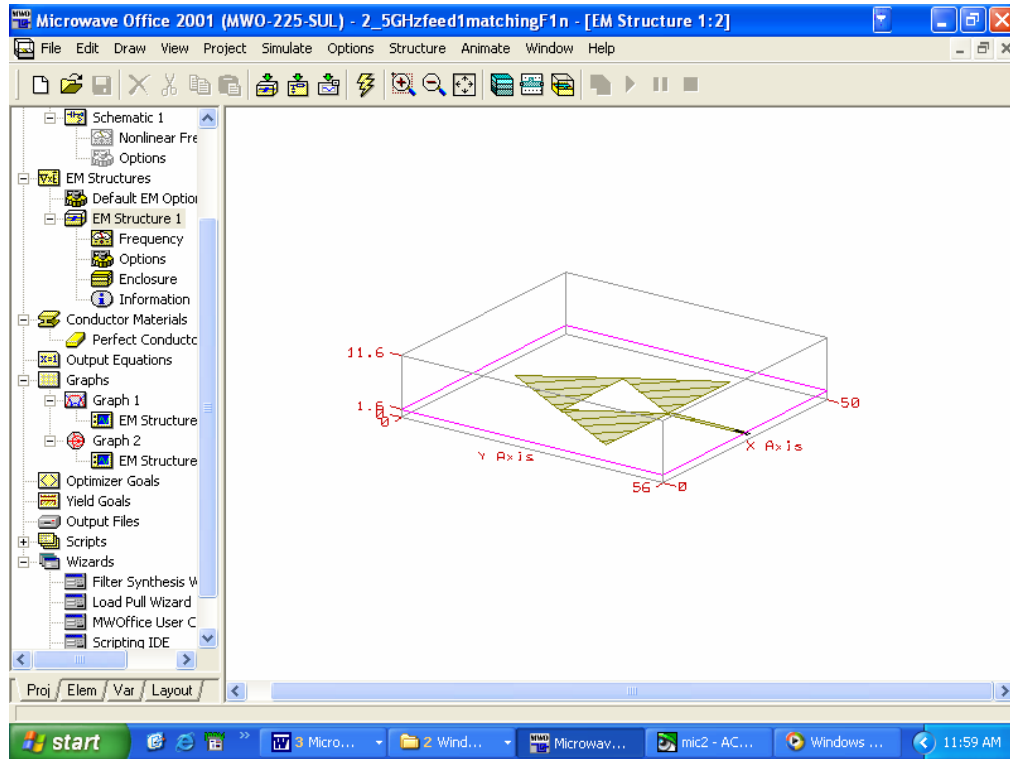 Microwave Office 2001 (MWO-225-SUL) - 2_5GHzfeed1matchingF1n - [EM Structure 1:2]
File Edit Draw View Project Simulate Options Structure Animate Window Help
Schematic 1
Nonlinear Fre
Options
EM Structures
Default EM Option
EM Structure 1
Frequency
Options
Enclosure
Information
Conductor Materials
Perfect Conducto
Output Equations
Graphs
Graph 1
EM Structure
Graph 2
EM Structure
Optimizer Goals
Yield Goals
Output Files
Scripts
Wizards
Filter Synthesis W
Load Pull Wizard
MWOffice User C
Scripting IDE
11.6
1.6
0
0
Y Axis
56
0
X Axis
50
Proj Elem Var Layout
start
3 Micro...
2 Wind...
Microwav...
mic2 - AC...
Windows ...
11:59 AM